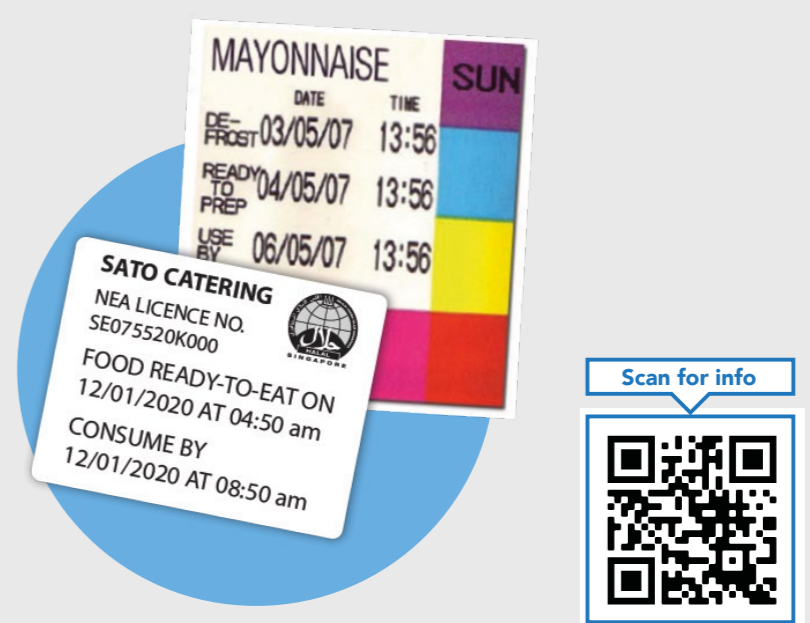 MAYONNAISE
SUN
DATE TIME
DE-
FROST 03/05/07 13:56
READY
TO
PREP 04/05/07 13:56
USE
BY 06/05/07 13:56
SATO CATERING
NEA LICENCE NO.
SE075520K000
حلال
HALAL
SINGAPORE
FOOD READY-TO-EAT ON
12/01/2020 AT 04:50 am
CONSUME BY
12/01/2020 AT 08:50 am
Scan for info